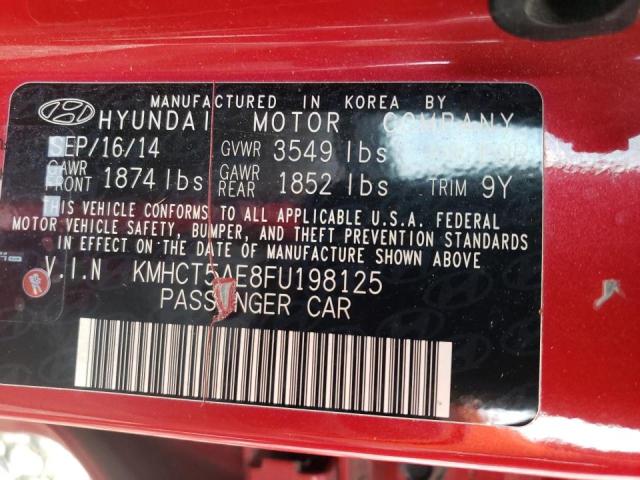 MANUFACTURED IN KOREA BY
HYUNDAI MOTOR COMPANY
SEP/16/14 GVWR 3549 lbs
GAWR FRONT 1874 lbs GAWR REAR 1852 lbs TRIM 9Y
THIS VEHICLE CONFORMS TO ALL APPLICABLE U.S.A. FEDERAL
MOTOR VEHICLE SAFETY, BUMPER, AND THEFT PREVENTION STANDARDS
IN EFFECT ON THE DATE OF MANUFACTURE SHOWN ABOVE.
V.I.N KMHCT5AE8FU198125
PASSENGER CAR